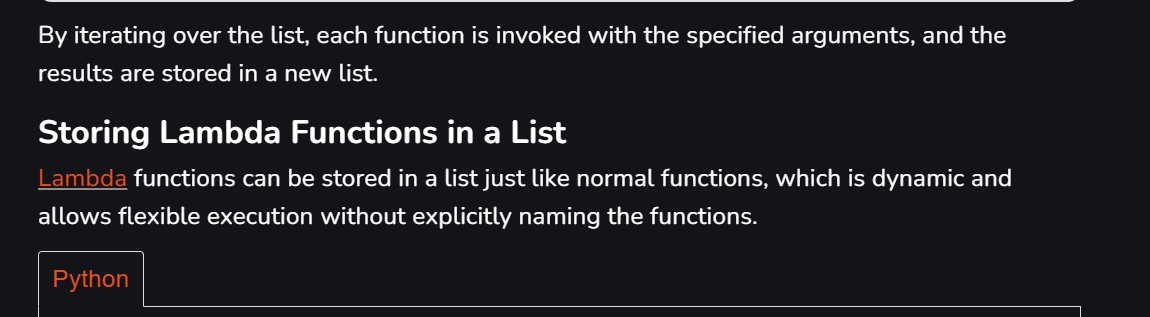 By iterating over the list, each function is invoked with the specified arguments, and the
results are stored in a new list.
Storing Lambda Functions in a List
Lambda functions can be stored in a list just like normal functions, which is dynamic and
allows flexible execution without explicitly naming the functions.
Python